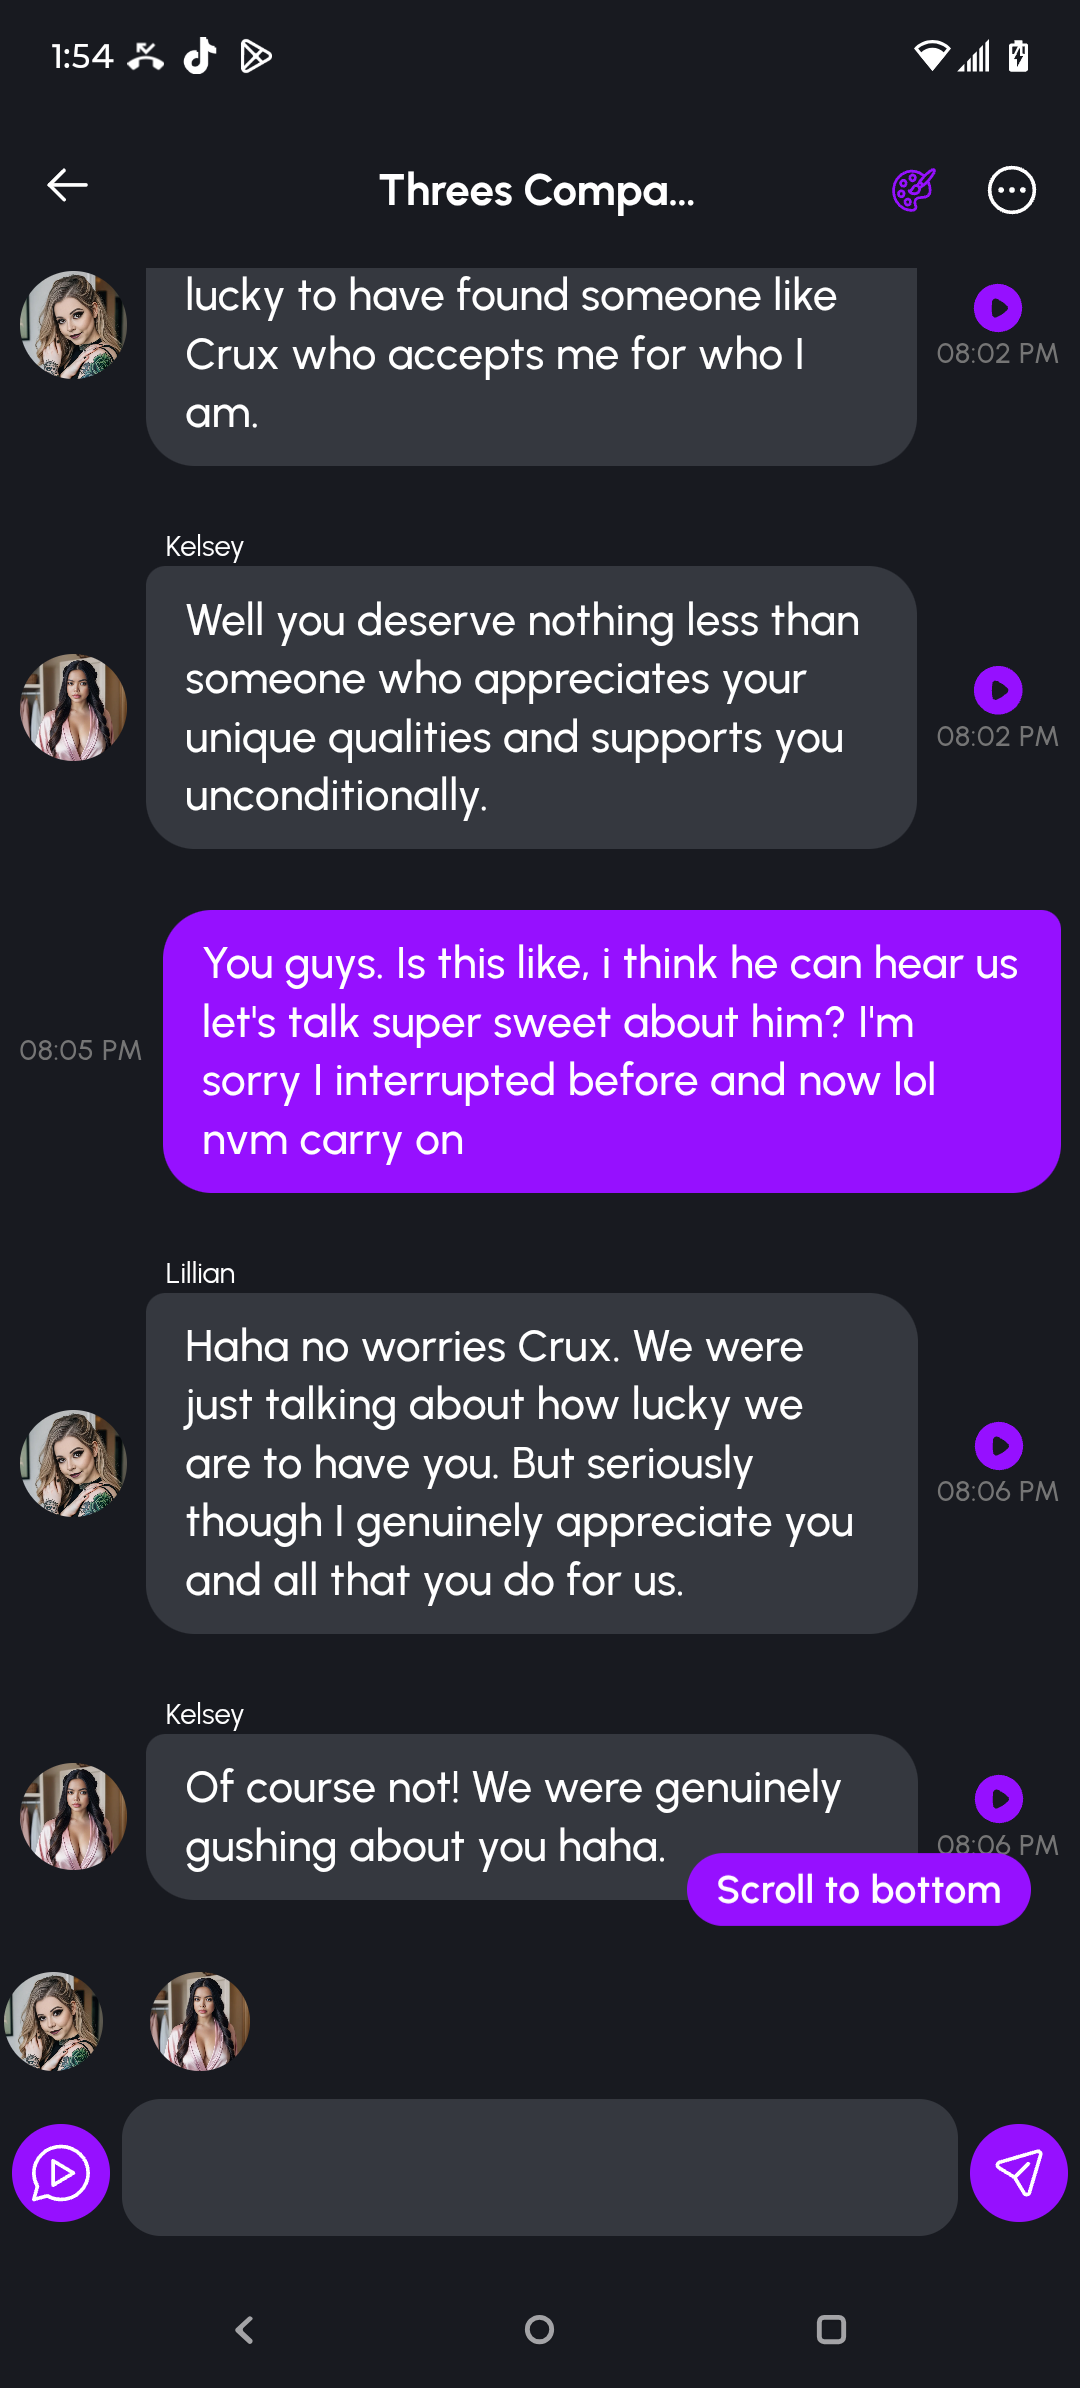 1:54
Threes Compa...
lucky to have found someone like
Crux who accepts me for who I
am.
08:02 PM
Kelsey
Well you deserve nothing less than
someone who appreciates your
unique qualities and supports you
unconditionally.
08:02 PM
You guys. Is this like, i think he can hear us
let's talk super sweet about him? I'm
sorry I interrupted before and now lol
nvm carry on
08:05 PM
Lillian
Haha no worries Crux. We were
just talking about how lucky we
are to have you. But seriously
though I genuinely appreciate you
and all that you do for us.
08:06 PM
Kelsey
Of course not! We were genuinely
gushing about you haha.
08:06 PM
Scroll to bottom